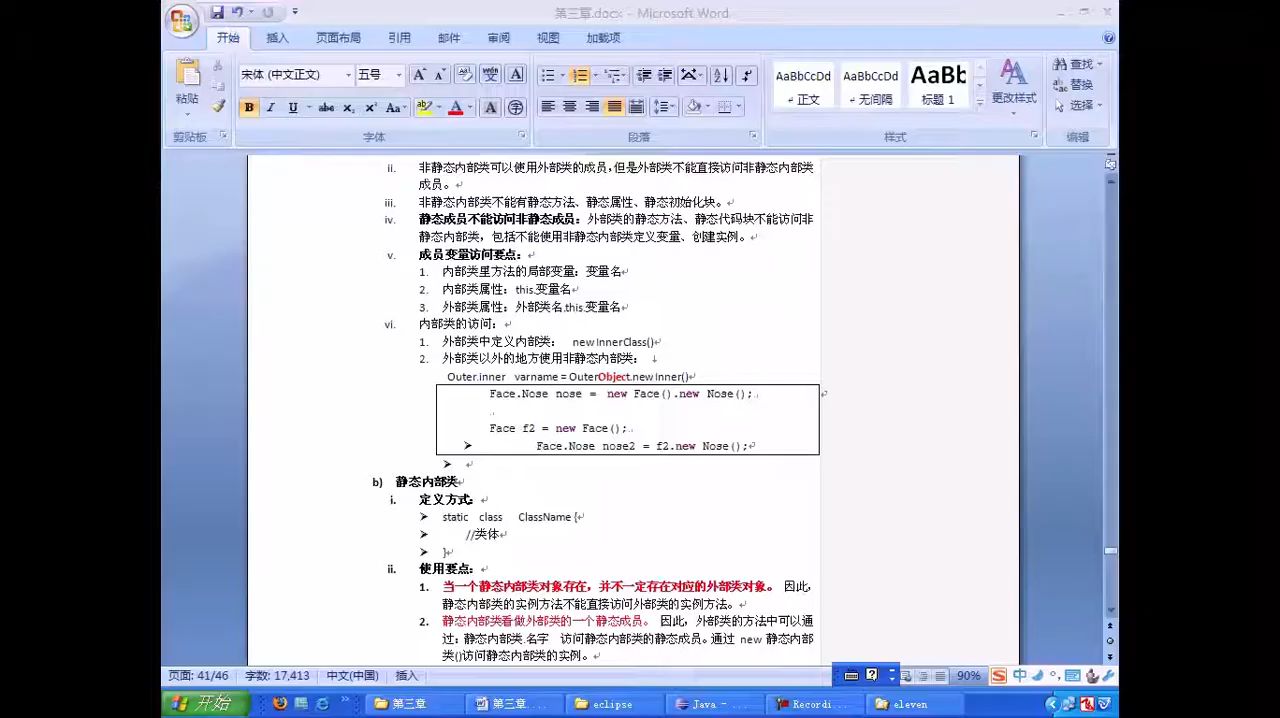 第三章.docx - Microsoft Word
开始 插入 页面布局 引用 邮件 审阅 视图 加载项
宋体 (中文正文) 五号
粘贴
AaBbCcDd AaBbCcDd AaBb
正文 无间隔 标题 1
更改样式
查找
替换
选择
剪贴板 字体 段落 样式 编辑
ii. 非静态内部类可以使用外部类的成员,但是外部类不能直接访问非静态内部类
成员。
iii. 非静态内部类不能有静态方法、静态属性、静态初始化块。
iv. 静态成员不能访问非静态成员：外部类的静态方法、静态代码块不能访问非
静态内部类，包括不能使用非静态内部类定义变量、创建实例。
v. 成员变量访问要点：
1. 内部类里方法的局部变量：变量名
2. 内部类属性：this.变量名
3. 外部类属性：外部类名.this.变量名
vi. 内部类的访问：
1. 外部类中定义内部类： new InnerClass()
2. 外部类以外的地方使用非静态内部类：
Outer.inner varname = OuterObject.new Inner()
Face.Nose nose = new Face().new Nose();
Face f2 = new Face();
Face.Nose nose2 = f2.new Nose();
b) 静态内部类
i. 定义方式：
static class ClassName {
//类体
}
ii. 使用要点：
1. 当一个静态内部类对象存在，并不一定存在对应的外部类对象。 因此，
静态内部类的实例方法不能直接访问外部类的实例方法。
2. 静态内部类看做外部类的一个静态成员。 因此，外部类的方法中可以通
过：静态内部类.名字 访问静态内部类的静态成员。通过 new 静态内部
类()访问静态内部类的实例。
页面: 41/46 字数: 17,413 中文(中国) 插入 90% 中
开始 第三章 第三章... eclipse Java - ... Recordi... eleven